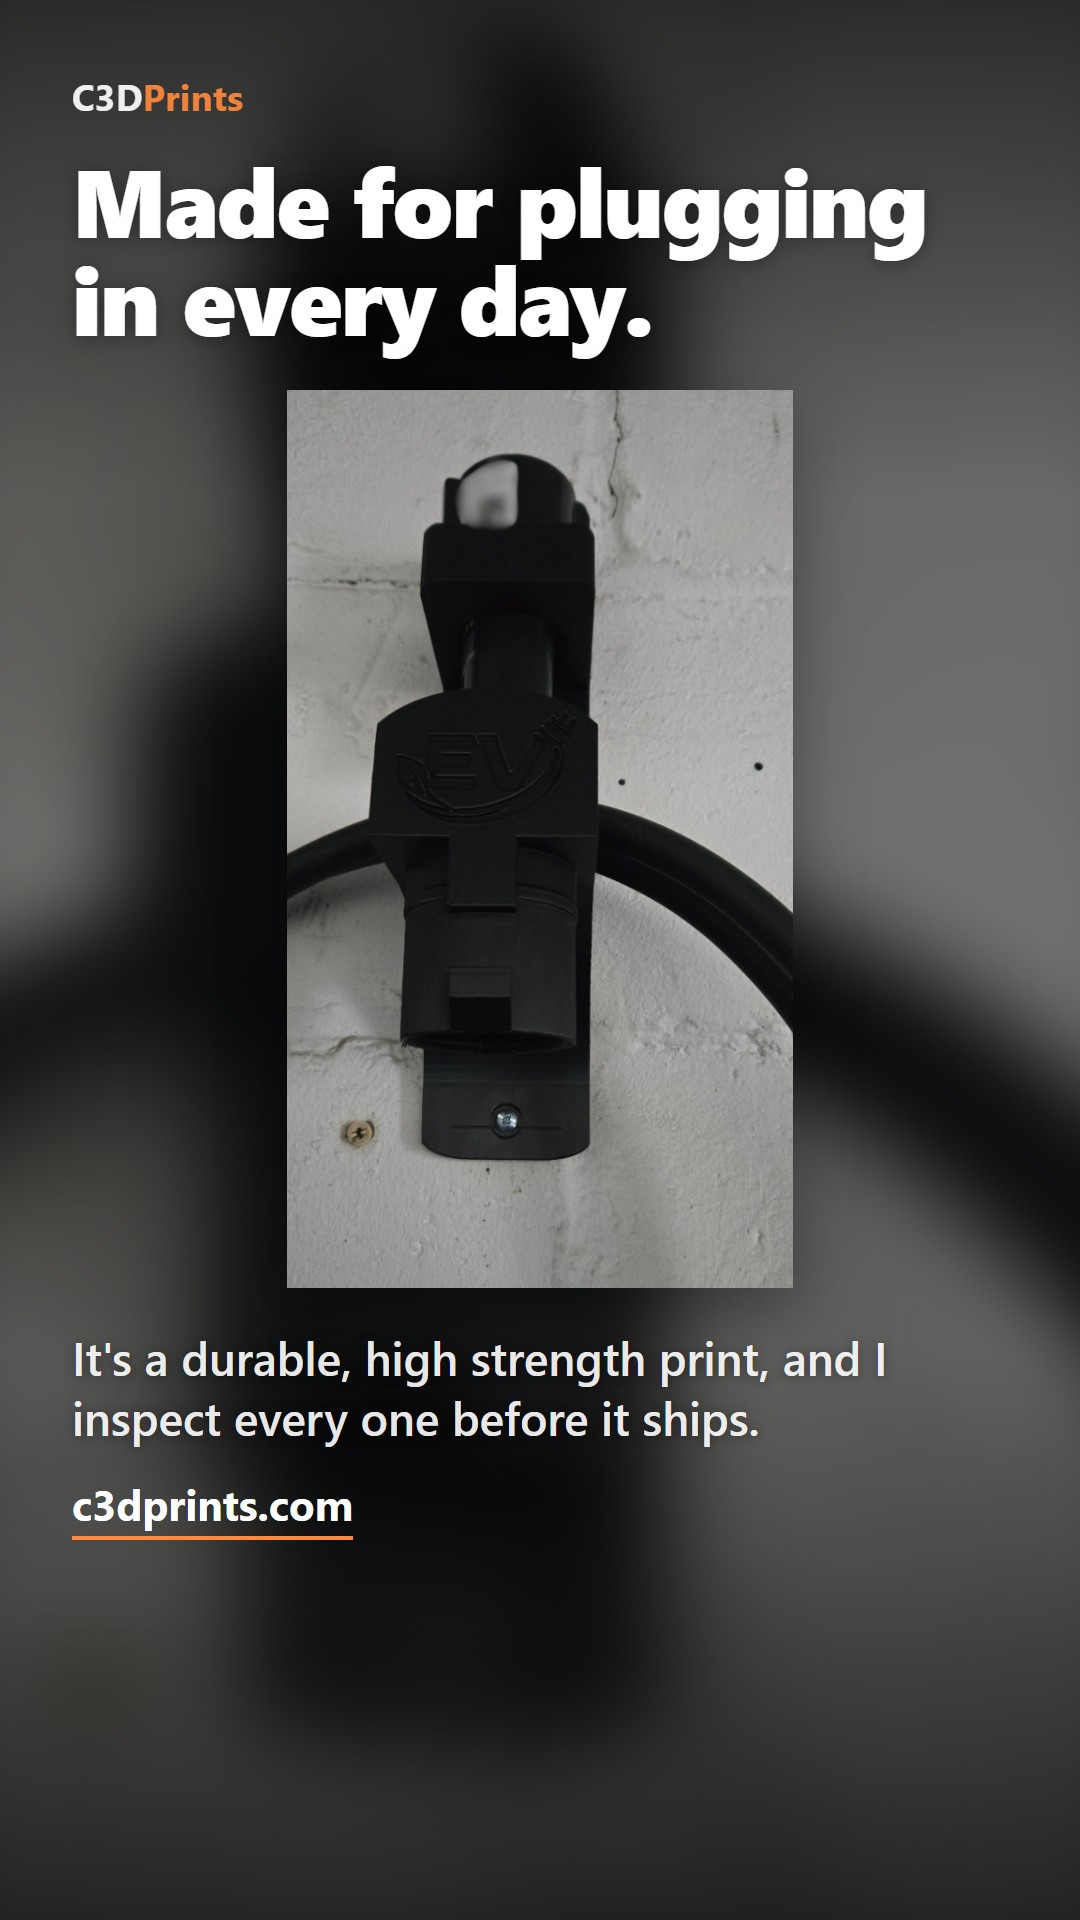 C3DPrints
Made for plugging
in every day.
EV
It's a durable, high strength print, and I
inspect every one before it ships.
c3dprints.com